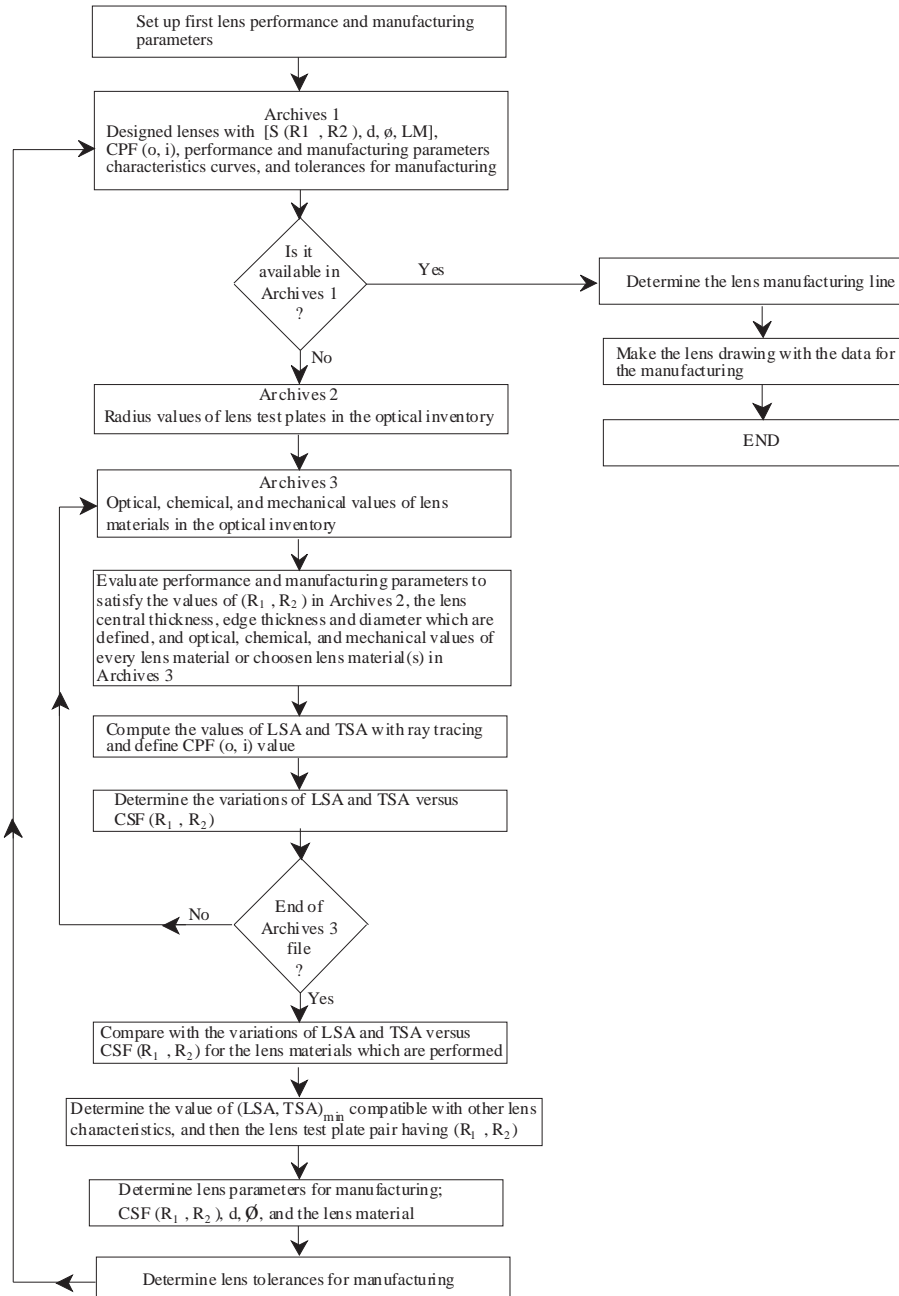 Set up first lens performance and manufacturing
parameters
Archives 1
Designed lenses with [S (R1 , R2 ), d, ø, LM],
CPF (o, i), performance and manufacturing parameters
characteristics curves, and tolerances for manufacturing
Is it
available in
Archives 1
?
Yes
No
Determine the lens manufacturing line
Make the lens drawing with the data for
the manufacturing
END
Archives 2
Radius values of lens test plates in the optical inventory
Archives 3
Optical, chemical, and mechanical values of lens
materials in the optical inventory
Evaluate performance and manufacturing parameters to
satisfy the values of (R₁ , R₂ ) in Archives 2, the lens
central thickness, edge thickness and diameter which are
defined, and optical, chemical, and mechanical values of
every lens material or choosen lens material(s) in
Archives 3
Compute the values of LSA and TSA with ray tracing
and define CPF (o, i) value
Determine the variations of LSA and TSA versus
CSF (R₁ , R₂ )
End of
Archives 3
file
?
No
Yes
Compare with the variations of LSA and TSA versus
CSF (R₁ , R₂ ) for the lens materials which are performed
Determine the value of (LSA, TSA)min compatible with other lens
characteristics, and then the lens test plate pair having (R₁ , R₂ )
Determine lens parameters for manufacturing;
CSF (R₁ , R₂ ), d, Ø, and the lens material
Determine lens tolerances for manufacturing